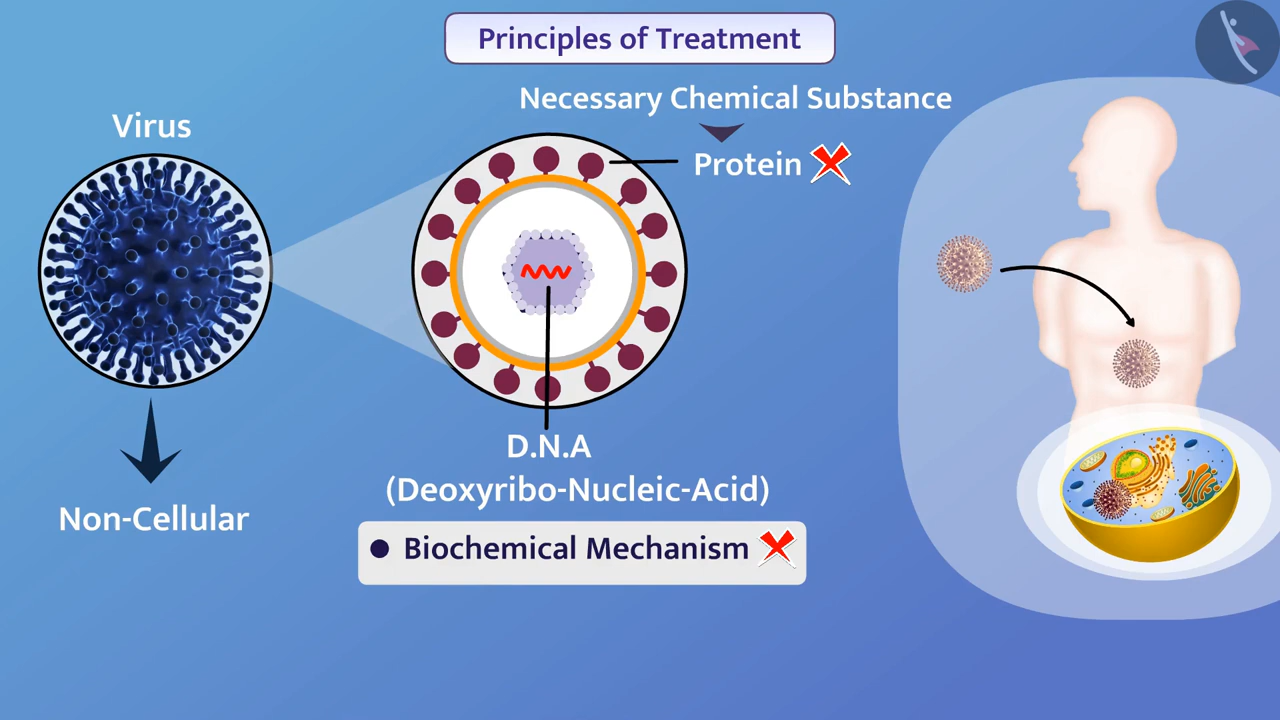 Principles of Treatment
Necessary Chemical Substance
Virus
Protein
D.N.A
(Deoxyribo-Nucleic-Acid)
Non-Cellular
• Biochemical Mechanism